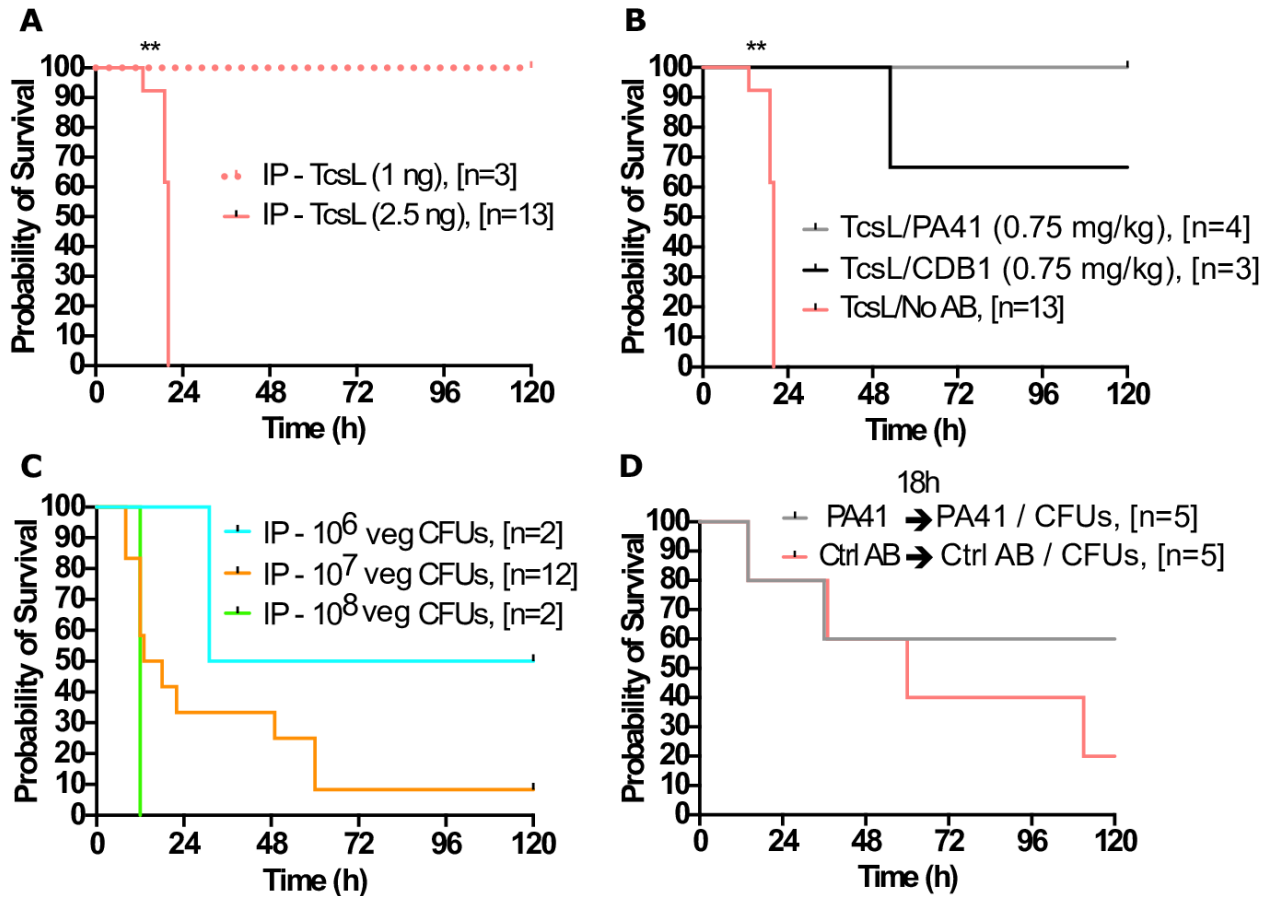 A
**
Probability of Survival
100
90
80
70
60
50
40
30
20
10
0
IP - TcsL (1 ng), [n=3]
IP - TcsL (2.5 ng), [n=13]
0 24 48 72 96 120
Time (h)
B
**
Probability of Survival
100
90
80
70
60
50
40
30
20
10
0
TcsL/PA41 (0.75 mg/kg), [n=4]
TcsL/CDB1 (0.75 mg/kg), [n=3]
TcsL/No AB, [n=13]
0 24 48 72 96 120
Time (h)
C
Probability of Survival
100
90
80
70
60
50
40
30
20
10
0
IP - 10⁶ veg CFUs, [n=2]
IP - 10⁷ veg CFUs, [n=12]
IP - 10⁸ veg CFUs, [n=2]
0 24 48 72 96 120
Time (h)
D
18h
PA41 ➔ PA41 / CFUs, [n=5]
Ctrl AB ➔ Ctrl AB / CFUs, [n=5]
Probability of Survival
100
90
80
70
60
50
40
30
20
10
0
0 24 48 72 96 120
Time (h)